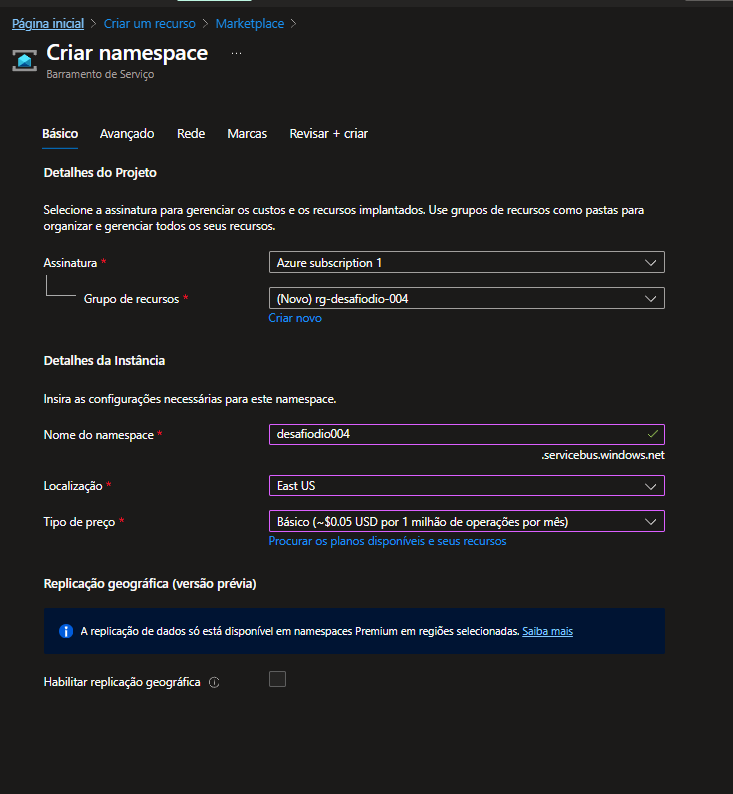 Página inicial > Criar um recurso > Marketplace >
Criar namespace ...
Barramento de Serviço
Básico Avançado Rede Marcas Revisar + criar
Detalhes do Projeto
Selecione a assinatura para gerenciar os custos e os recursos implantados. Use grupos de recursos como pastas para
organizar e gerenciar todos os seus recursos.
Assinatura * Azure subscription 1
Grupo de recursos * (Novo) rg-desafiodio-004
Criar novo
Detalhes da Instância
Insira as configurações necessárias para este namespace.
Nome do namespace * desafiodio004
.servicebus.windows.net
Localização * East US
Tipo de preço * Básico (~$0.05 USD por 1 milhão de operações por mês)
Procurar os planos disponíveis e seus recursos
Replicação geográfica (versão prévia)
A replicação de dados só está disponível em namespaces Premium em regiões selecionadas. Saiba mais
Habilitar replicação geográfica